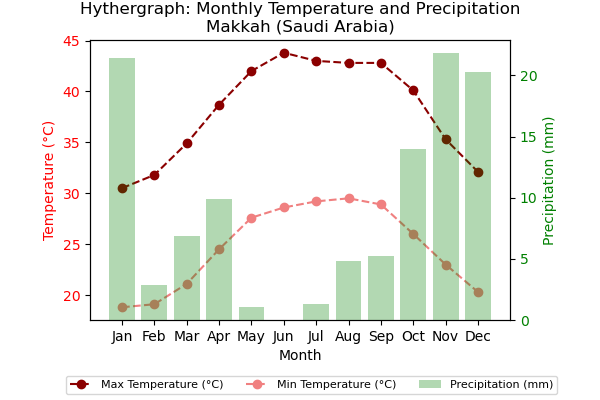 Hythergraph: Monthly Temperature and Precipitation
Makkah (Saudi Arabia)
45
40
35
30
25
20
Temperature (°C)
20
15
10
5
0
Precipitation (mm)
Jan Feb Mar Apr May Jun Jul Aug Sep Oct Nov Dec
Month
Max Temperature (°C) Min Temperature (°C) Precipitation (mm)